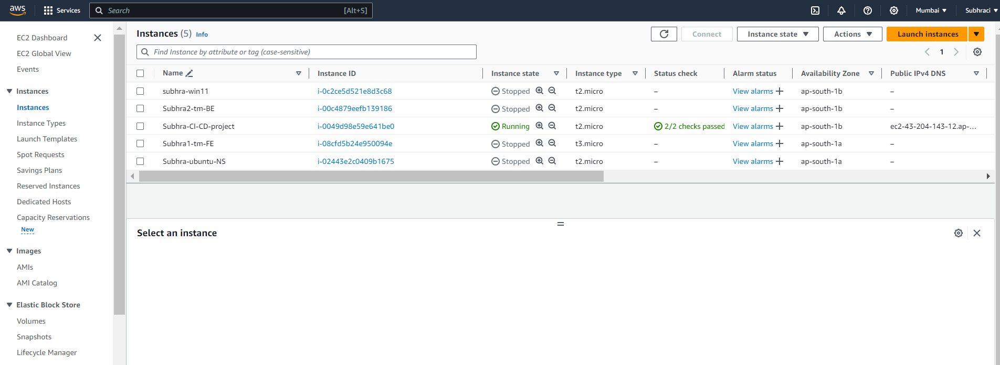 aws Services Search [Alt+S] Mumbai Subhraci
EC2 Dashboard
EC2 Global View
Events
Instances
Instances
Instance Types
Launch Templates
Spot Requests
Savings Plans
Reserved Instances
Dedicated Hosts
Capacity Reservations
New
Images
AMIs
AMI Catalog
Elastic Block Store
Volumes
Snapshots
Lifecycle Manager
Instances (5) Info Connect Instance state Actions Launch instances
Find Instance by attribute or tag (case-sensitive) 1
Name Instance ID Instance state Instance type Status check Alarm status Availability Zone Public IPv4 DNS
subhra-win11 i-0c2ce5d521e8d3c68 Stopped t2.micro – View alarms ap-south-1b –
Subhra2-tm-BE i-00c4879eefb139186 Stopped t2.micro – View alarms ap-south-1b –
Subhra-CI-CD-project i-0049d98e59e641be0 Running t2.micro 2/2 checks passed View alarms ap-south-1b ec2-43-204-143-12.ap-...
Subhra1-tm-FE i-08cfd5b24e950094e Stopped t3.micro – View alarms ap-south-1a –
Subhra-ubuntu-NS i-02443e2c0409b1675 Stopped t2.micro – View alarms ap-south-1a –
Select an instance